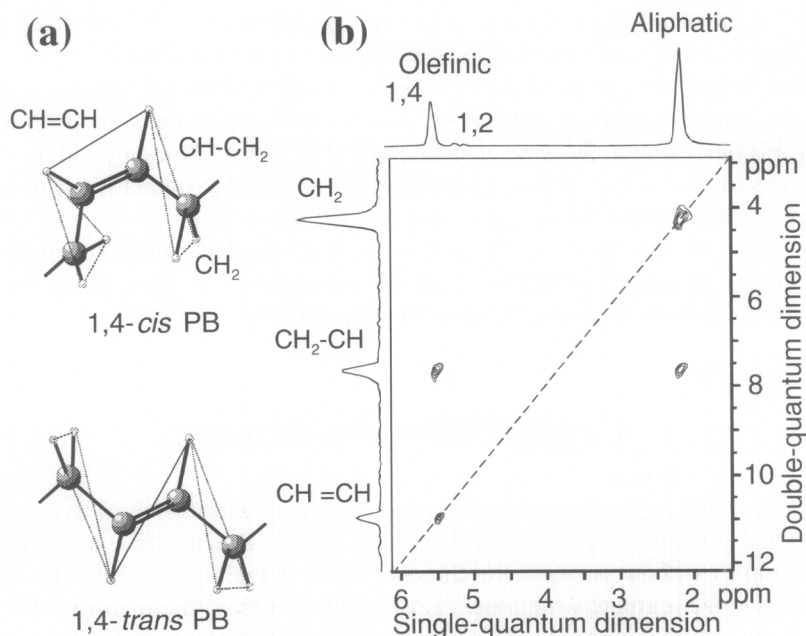 (a)
CH=CH
CH-CH₂
CH₂
1,4-cis PB
1,4-trans PB
(b)
Aliphatic
Olefinic
1,4
1,2
ppm
CH₂
4
6
CH₂-CH
8
10
CH =CH
12
ppm
Double-quantum dimension
6
5
4
3
2
Single-quantum dimension